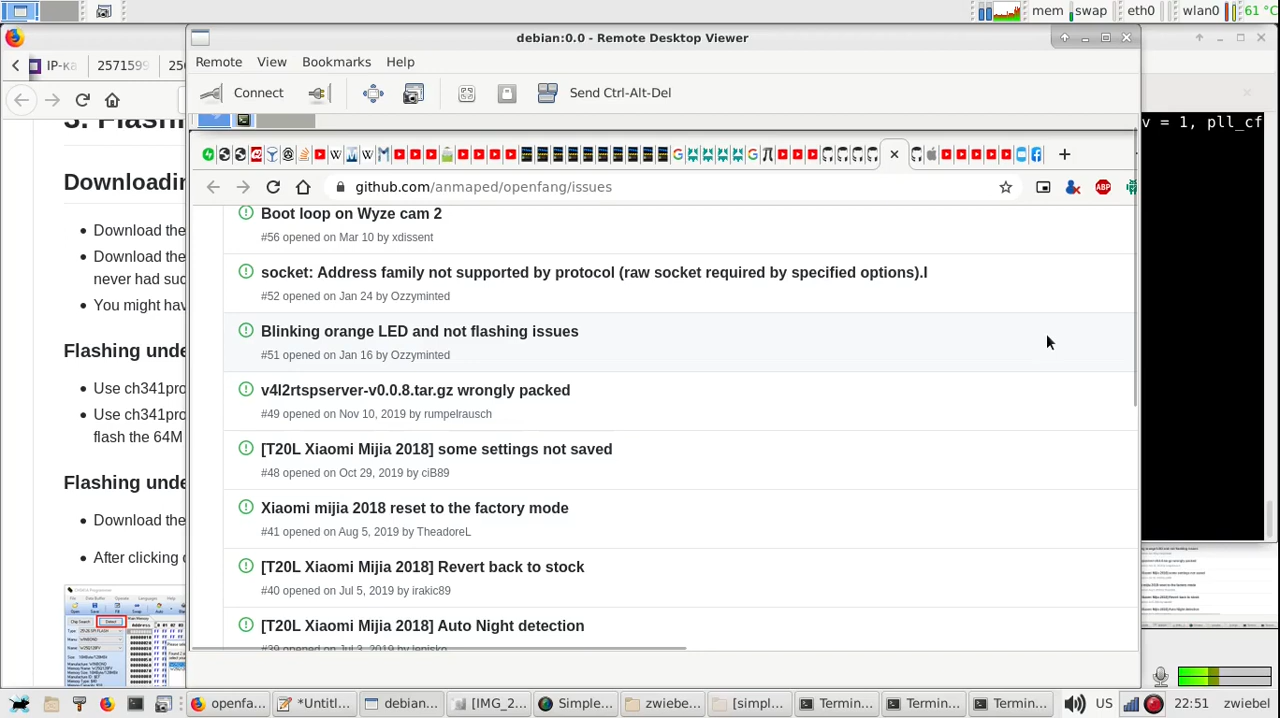 mem swap eth0 wlan0 61 °C
debian:0.0 - Remote Desktop Viewer
IP-ка 2571599 256
Remote View Bookmarks Help
Connect Send Ctrl-Alt-Del
v = 1, pll_cf
3. Flashi
github.com/anmaped/openfang/issues
Downloadin
Download the
Download the
never had suc
You might hav
Flashing unde
Use ch341pro
Use ch341pro
flash the 64M
Flashing unde
Download the
After clicking
Boot loop on Wyze cam 2
#56 opened on Mar 10 by xdissent
socket: Address family not supported by protocol (raw socket required by specified options).I
#52 opened on Jan 24 by Ozzyminted
Blinking orange LED and not flashing issues
#51 opened on Jan 16 by Ozzyminted
v4l2rtspserver-v0.0.8.tar.gz wrongly packed
#49 opened on Nov 10, 2019 by rumpelrausch
[T20L Xiaomi Mijia 2018] some settings not saved
#48 opened on Oct 29, 2019 by ciB89
Xiaomi mijia 2018 reset to the factory mode
#41 opened on Aug 5, 2019 by TheadoreL
[T20L Xiaomi Mijia 2018] Revert back to stock
#40 opened on Jul 5, 2019 by
[T20L Xiaomi Mijia 2018] Auto night detection
openfa... *Untitl... debian... [IMG_2... Simple... zwiebe... [simpl... Termin... Termin... Termin... US 22:51 zwiebel